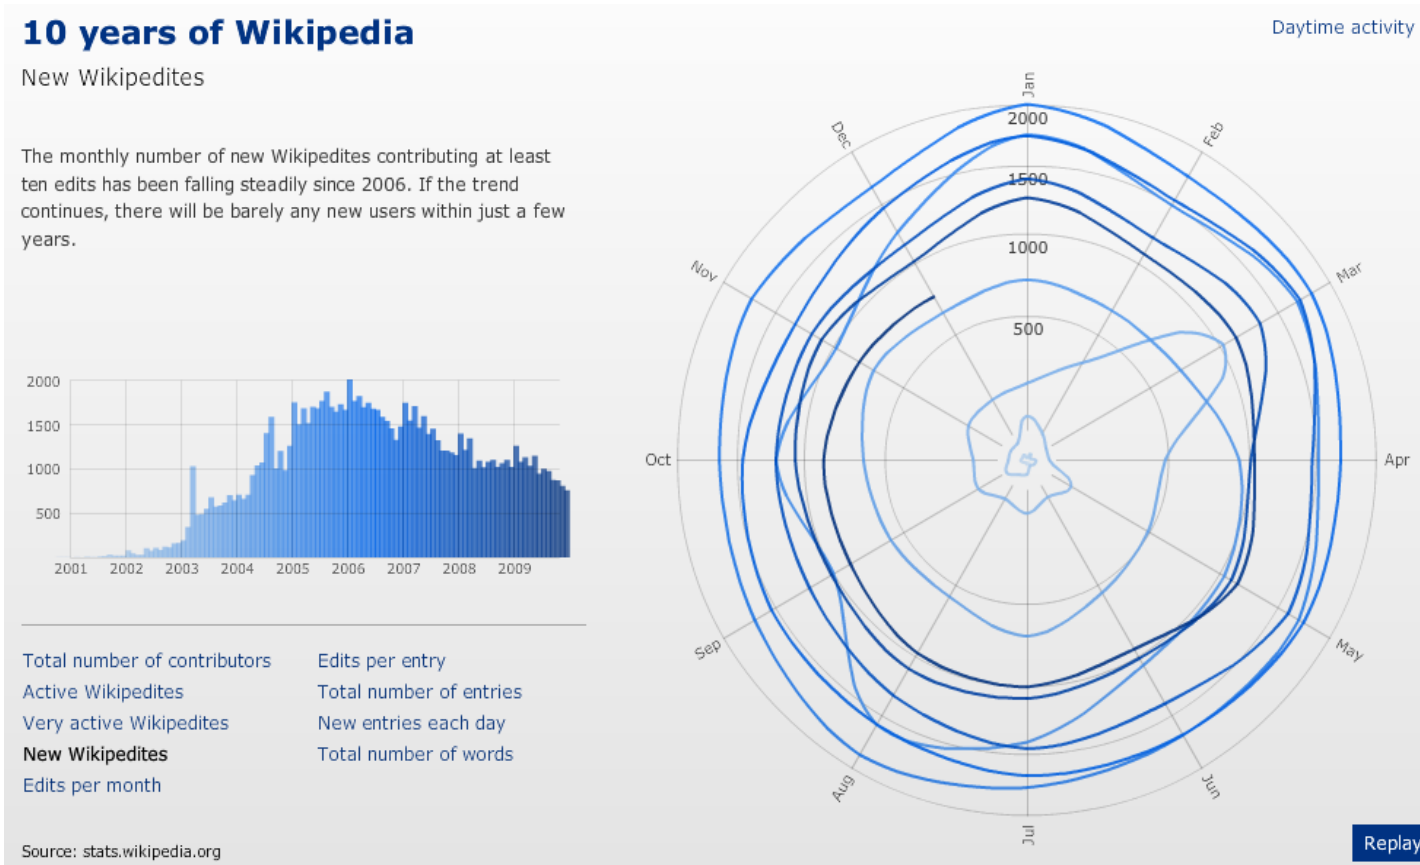 10 years of Wikipedia
Daytime activity
New Wikipedites
The monthly number of new Wikipedites contributing at least
ten edits has been falling steadily since 2006. If the trend
continues, there will be barely any new users within just a few
years.
2000
1500
1000
500
2001 2002 2003 2004 2005 2006 2007 2008 2009
Total number of contributors
Active Wikipedites
Very active Wikipedites
New Wikipedites
Edits per month
Edits per entry
Total number of entries
New entries each day
Total number of words
Source: stats.wikipedia.org
Jan
Feb
Mar
Apr
May
Jun
Jul
Aug
Sep
Oct
Nov
Dec
2000
1500
1000
500
Replay